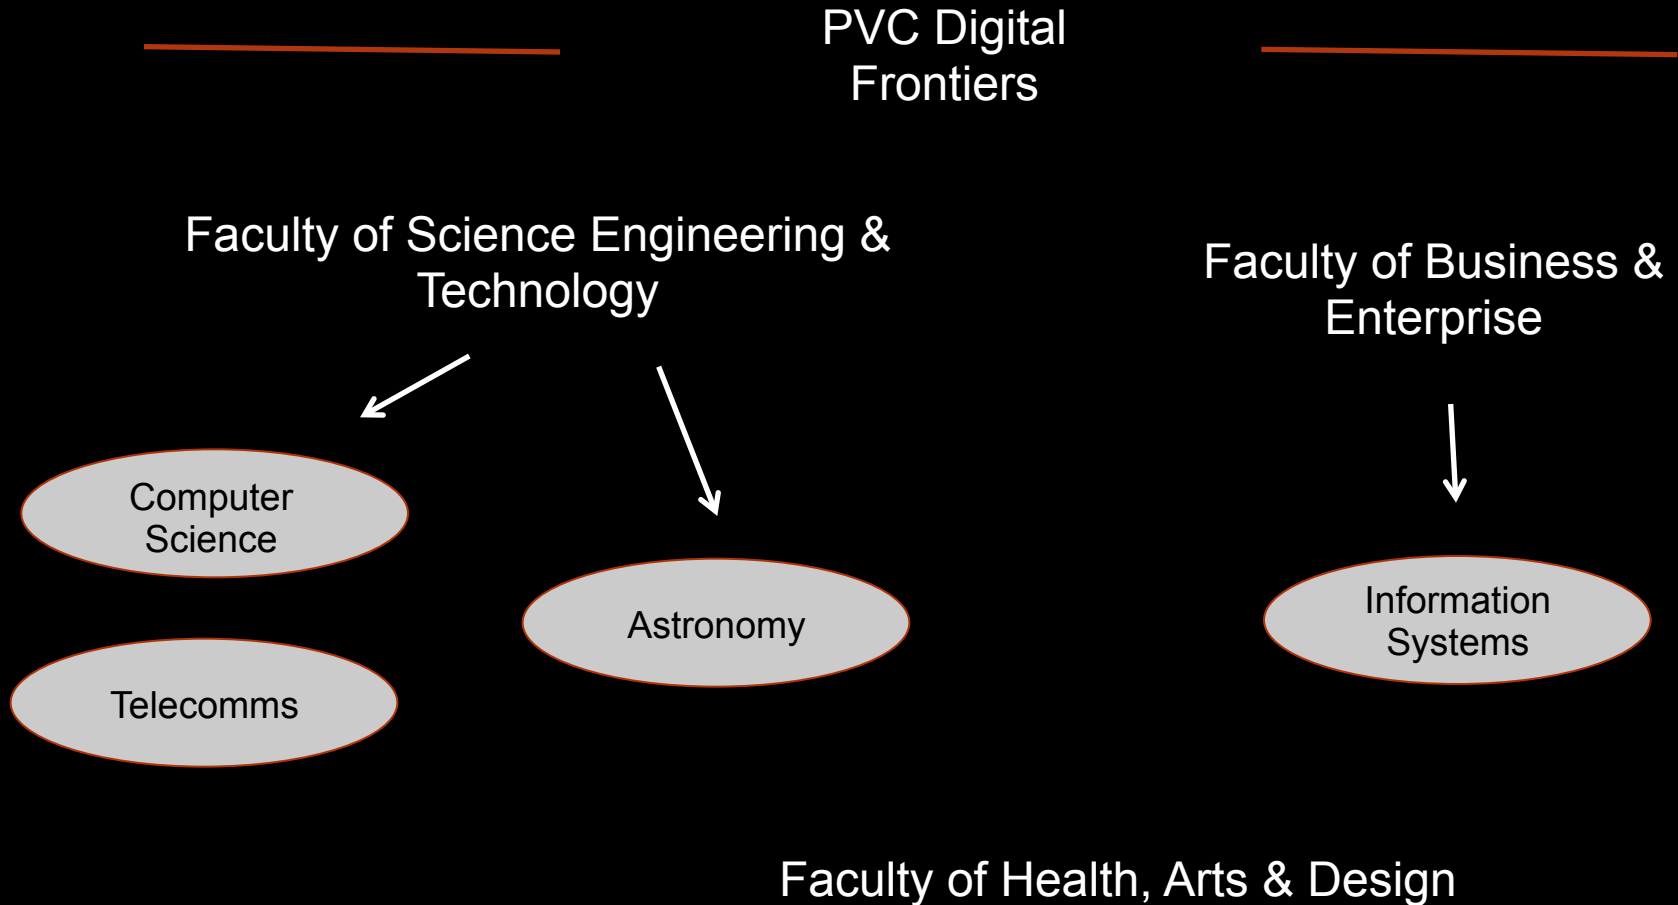 PVC Digital
Frontiers
Faculty of Science Engineering &
Technology
Faculty of Business &
Enterprise
Computer
Science
Astronomy
Information
Systems
Telecomms
Faculty of Health, Arts & Design